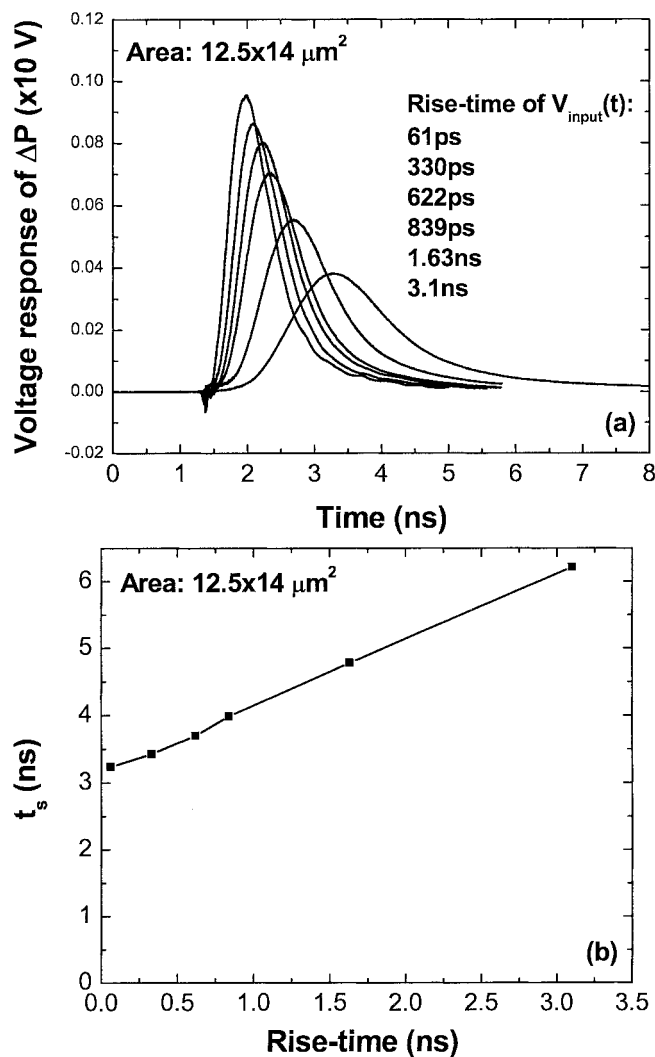 Area: 12.5x14 μm²
Rise-time of V_input(t):
61ps
330ps
622ps
839ps
1.63ns
3.1ns
Voltage response of ΔP (x10 V)
0.12
0.10
0.08
0.06
0.04
0.02
0.00
-0.02
(a)
0 1 2 3 4 5 6 7 8
Time (ns)
Area: 12.5x14 μm²
t_s (ns)
6
5
4
3
2
1
0
(b)
0.0 0.5 1.0 1.5 2.0 2.5 3.0 3.5
Rise-time (ns)